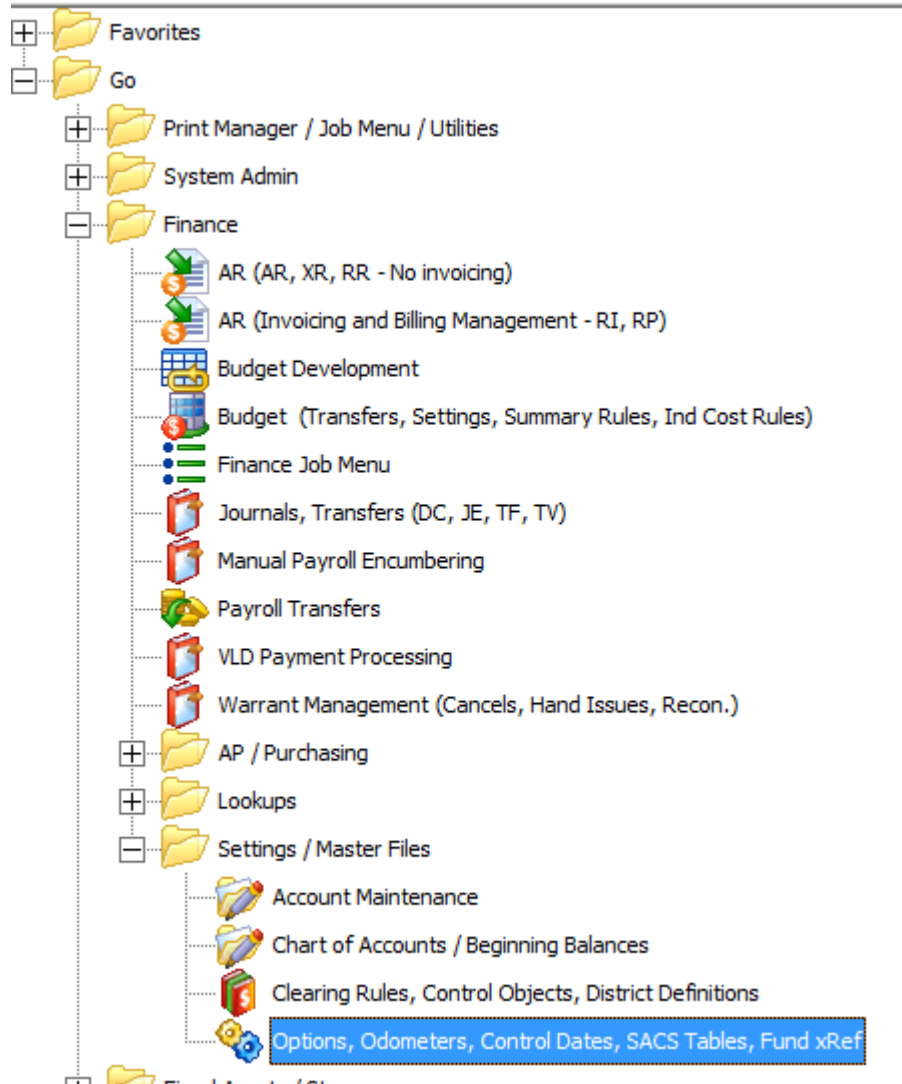 Favorites
Go
Print Manager / Job Menu / Utilities
System Admin
Finance
AR (AR, XR, RR - No invoicing)
AR (Invoicing and Billing Management - RI, RP)
Budget Development
Budget  (Transfers, Settings, Summary Rules, Ind Cost Rules)
Finance Job Menu
Journals, Transfers (DC, JE, TF, TV)
Manual Payroll Encumbering
Payroll Transfers
VLD Payment Processing
Warrant Management (Cancels, Hand Issues, Recon.)
AP / Purchasing
Lookups
Settings / Master Files
Account Maintenance
Chart of Accounts / Beginning Balances
Clearing Rules, Control Objects, District Definitions
Options, Odometers, Control Dates, SACS Tables, Fund xRef